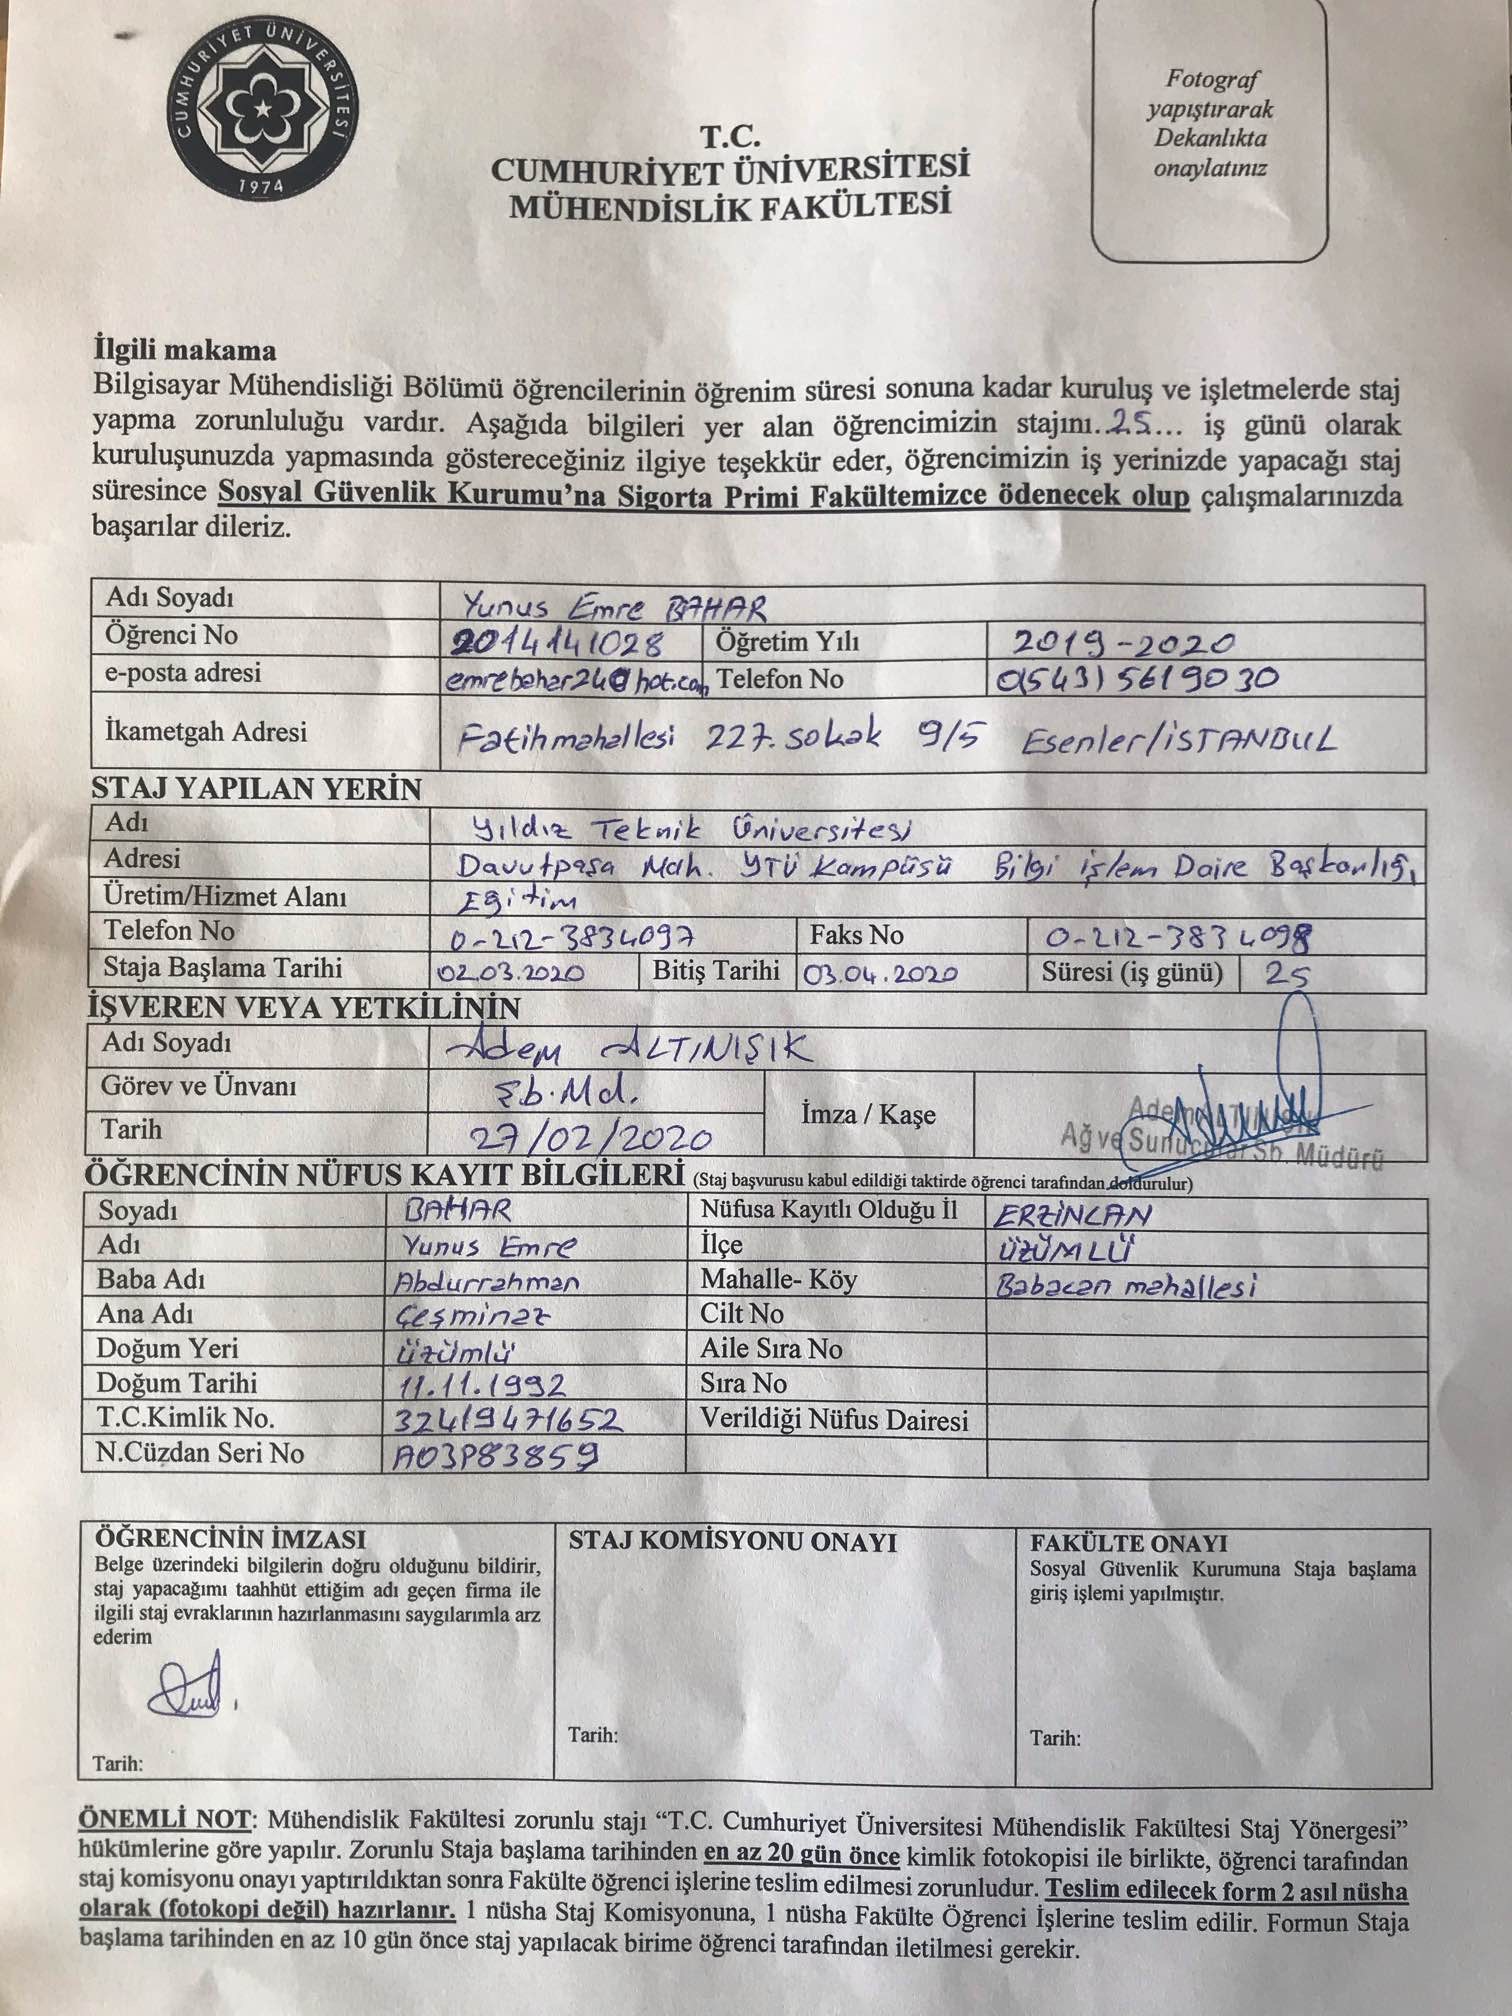 CUMHURİYET ÜNİVERSİTESİ
1974
Fotograf
yapıştırarak
Dekanlıkta
onaylatınız
T.C.
CUMHURİYET ÜNİVERSİTESİ
MÜHENDİSLİK FAKÜLTESİ
İlgili makama
Bilgisayar Mühendisliği Bölümü öğrencilerinin öğrenim süresi sonuna kadar kuruluş ve işletmelerde staj
yapma zorunluluğu vardır. Aşağıda bilgileri yer alan öğrencimizin stajını..25... iş günü olarak
kuruluşunuzda yapmasında göstereceğiniz ilgiye teşekkür eder, öğrencimizin iş yerinizde yapacağı staj
süresince Sosyal Güvenlik Kurumu'na Sigorta Primi Fakültemizce ödenecek olup çalışmalarınızda
başarılar dileriz.
Adı Soyadı Yunus Emre BAHAR
Öğrenci No 2014141028 Öğretim Yılı 2019-2020
e-posta adresi emrebahar24@hot.com Telefon No 0(543) 5619030
İkametgah Adresi Fatih mahallesi 227. sokak 9/5 Esenler/İSTANBUL
STAJ YAPILAN YERİN
Adı Yıldız Teknik Üniversitesi
Adresi Davutpaşa Mah. YTÜ Kampüsü Bilgi işlem Daire Başkanlığı
Üretim/Hizmet Alanı Eğitim
Telefon No 0-212-3834097 Faks No 0-212-3834098
Staja Başlama Tarihi 02.03.2020 Bitiş Tarihi 03.04.2020 Süresi (iş günü) 25
İŞVEREN VEYA YETKİLİNİN
Adı Soyadı Adem ALTINIŞIK
Görev ve Ünvanı Şb. Md.
Tarih 27/02/2020 İmza / Kaşe
Adem ALTINIŞIK
Ağ ve Sunucular Şb. Müdürü
ÖĞRENCİNİN NÜFUS KAYIT BİLGİLERİ (Staj başvurusu kabul edildiği taktirde öğrenci tarafından doldurulur)
Soyadı BAHAR Nüfusa Kayıtlı Olduğu İl ERZİNCAN
Adı Yunus Emre İlçe ÜZÜMLÜ
Baba Adı Abdurrahman Mahalle- Köy Babacan mahallesi
Ana Adı Çeşminaz Cilt No
Doğum Yeri Üzümlü Aile Sıra No
Doğum Tarihi 11.11.1992 Sıra No
T.C.Kimlik No. 32419471652 Verildiği Nüfus Dairesi
N.Cüzdan Seri No A03P83859
ÖĞRENCİNİN İMZASI
Belge üzerindeki bilgilerin doğru olduğunu bildirir,
staj yapacağımı taahhüt ettiğim adı geçen firma ile
ilgili staj evraklarının hazırlanmasını saygılarımla arz
ederim
Tarih:
STAJ KOMİSYONU ONAYI
Tarih:
FAKÜLTE ONAYI
Sosyal Güvenlik Kurumuna Staja başlama
giriş işlemi yapılmıştır.
Tarih:
ÖNEMLİ NOT: Mühendislik Fakültesi zorunlu stajı “T.C. Cumhuriyet Üniversitesi Mühendislik Fakültesi Staj Yönergesi”
hükümlerine göre yapılır. Zorunlu Staja başlama tarihinden en az 20 gün önce kimlik fotokopisi ile birlikte, öğrenci tarafından
staj komisyonu onayı yaptırıldıktan sonra Fakülte öğrenci işlerine teslim edilmesi zorunludur. Teslim edilecek form 2 asıl nüsha
olarak (fotokopi değil) hazırlanır. 1 nüsha Staj Komisyonuna, 1 nüsha Fakülte Öğrenci İşlerine teslim edilir. Formun Staja
başlama tarihinden en az 10 gün önce staj yapılacak birime öğrenci tarafından iletilmesi gerekir.